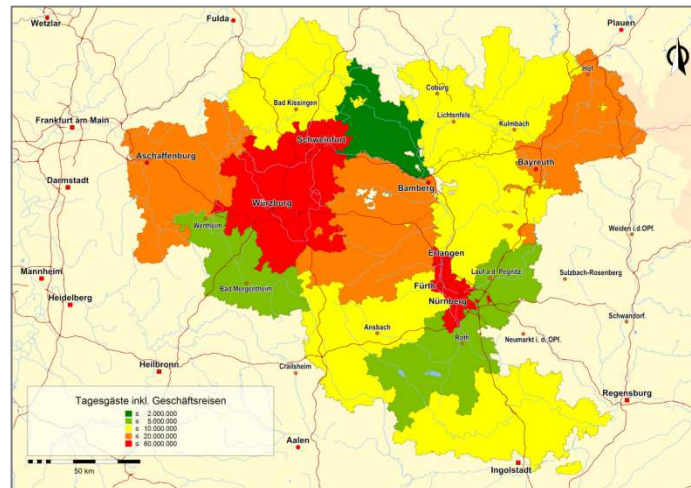 Wetzlar
Fulda
Plauen
Hof
Coburg
Bad Kissingen
Lichtenfels
Kulmbach
Frankfurt am Main
Schweinfurt
Aschaffenburg
Bayreuth
Darmstadt
Bamberg
Würzburg
Wertheim
Weiden i.d.OPf.
Erlangen
Mannheim
Lauf a.d. Pegnitz
Sulzbach-Rosenberg
Fürth
Bad Mergentheim
Nürnberg
Heidelberg
Schwandorf
Ansbach
Neumarkt i. d. OPf.
Roth
Heilbronn
Crailsheim
Regensburg
Tagesgäste inkl. Geschäftsreisen
≤ 2.000.000
≤ 5.000.000
≤ 10.000.000
≤ 20.000.000
≤ 60.000.000
Aalen
50 km
Ingolstadt